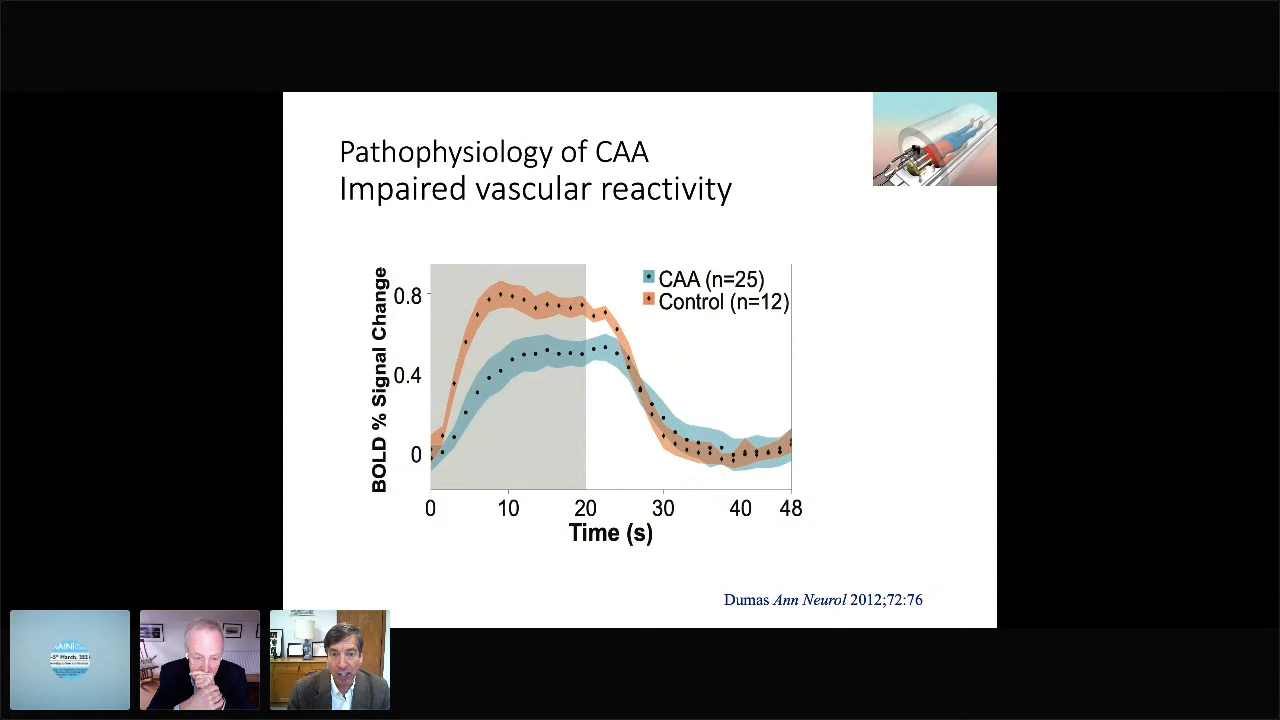 Pathophysiology of CAA
Impaired vascular reactivity
BOLD % Signal Change
0.8
0.4
0
CAA (n=25)
Control (n=12)
0 10 20 30 40 48
Time (s)
Dumas Ann Neurol 2012;72:76